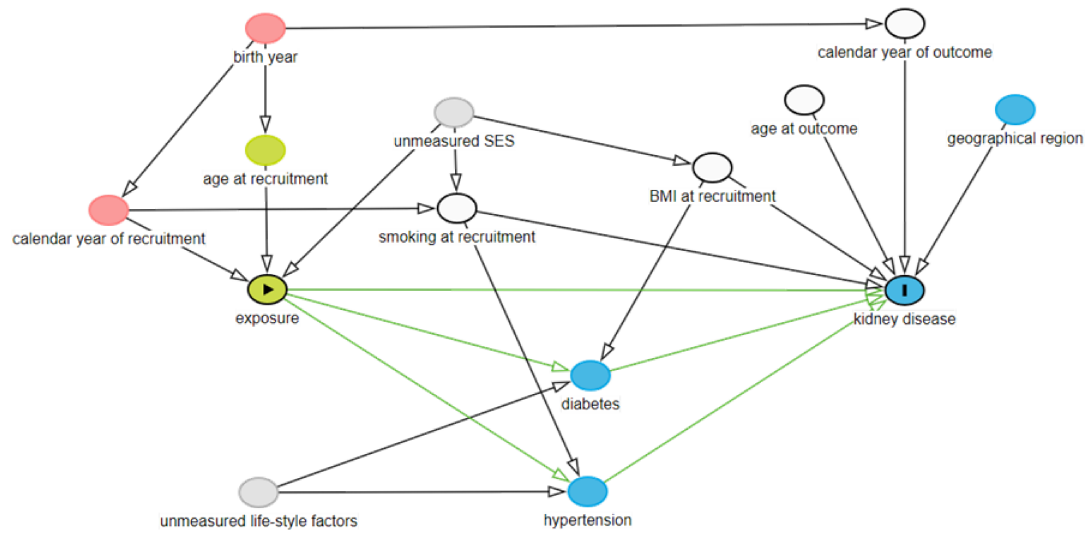 birth year
calendar year of outcome
age at outcome
geographical region
unmeasured SES
age at recruitment
BMI at recruitment
calendar year of recruitment
smoking at recruitment
exposure
kidney disease
diabetes
unmeasured life-style factors
hypertension